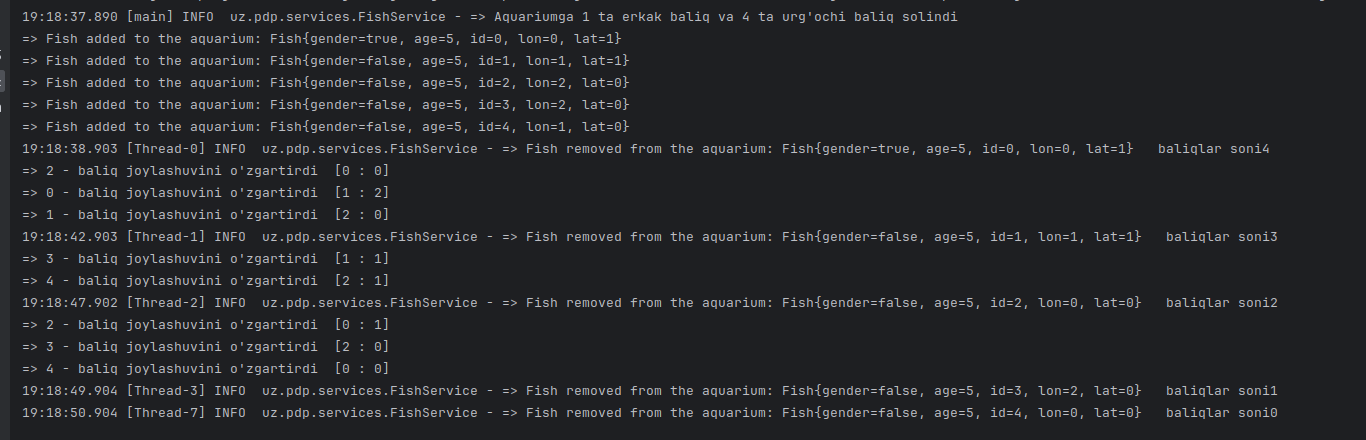 19:18:37.890 [main] INFO  uz.pdp.services.FishService - => Aquariumga 1 ta erkak baliq va 4 ta urg'ochi baliq solindi
=> Fish added to the aquarium: Fish{gender=true, age=5, id=0, lon=0, lat=1}
=> Fish added to the aquarium: Fish{gender=false, age=5, id=1, lon=1, lat=1}
=> Fish added to the aquarium: Fish{gender=false, age=5, id=2, lon=2, lat=0}
=> Fish added to the aquarium: Fish{gender=false, age=5, id=3, lon=2, lat=0}
=> Fish added to the aquarium: Fish{gender=false, age=5, id=4, lon=1, lat=0}
19:18:38.903 [Thread-0] INFO  uz.pdp.services.FishService - => Fish removed from the aquarium: Fish{gender=true, age=5, id=0, lon=0, lat=1}   baliqlar soni4
=> 2 - baliq joylashuvini o'zgartirdi  [0 : 0]
=> 0 - baliq joylashuvini o'zgartirdi  [1 : 2]
=> 1 - baliq joylashuvini o'zgartirdi  [2 : 0]
19:18:42.903 [Thread-1] INFO  uz.pdp.services.FishService - => Fish removed from the aquarium: Fish{gender=false, age=5, id=1, lon=1, lat=1}   baliqlar soni3
=> 3 - baliq joylashuvini o'zgartirdi  [1 : 1]
=> 4 - baliq joylashuvini o'zgartirdi  [2 : 1]
19:18:47.902 [Thread-2] INFO  uz.pdp.services.FishService - => Fish removed from the aquarium: Fish{gender=false, age=5, id=2, lon=0, lat=0}   baliqlar soni2
=> 2 - baliq joylashuvini o'zgartirdi  [0 : 1]
=> 3 - baliq joylashuvini o'zgartirdi  [2 : 0]
=> 4 - baliq joylashuvini o'zgartirdi  [0 : 0]
19:18:49.904 [Thread-3] INFO  uz.pdp.services.FishService - => Fish removed from the aquarium: Fish{gender=false, age=5, id=3, lon=2, lat=0}   baliqlar soni1
19:18:50.904 [Thread-7] INFO  uz.pdp.services.FishService - => Fish removed from the aquarium: Fish{gender=false, age=5, id=4, lon=0, lat=0}   baliqlar soni0